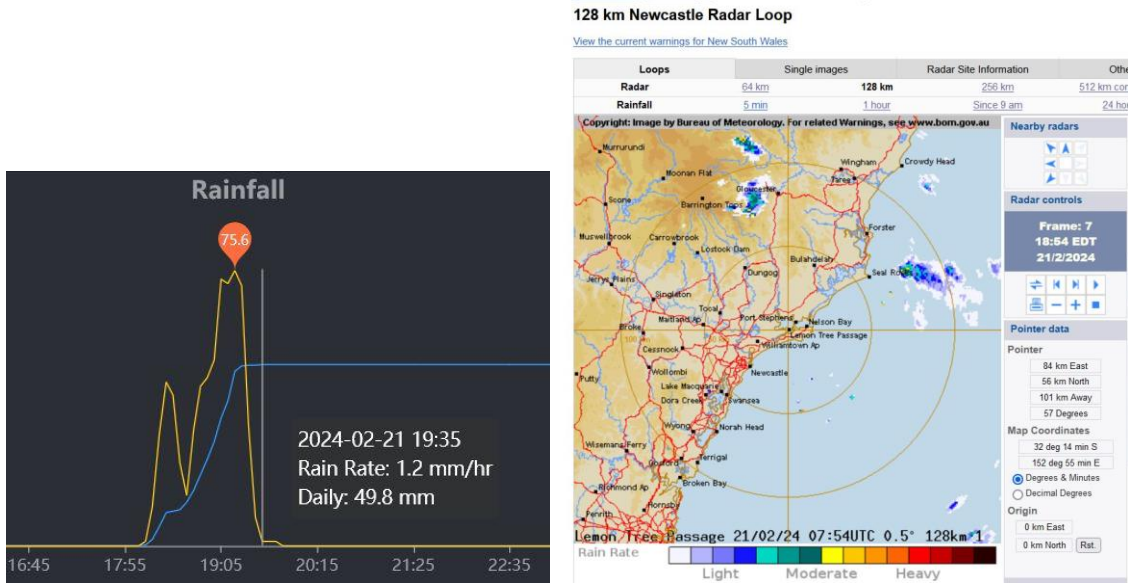 Rainfall
75.6
2024-02-21 19:35
Rain Rate: 1.2 mm/hr
Daily: 49.8 mm
16:45 17:55 19:05 20:15 21:25 22:35
128 km Newcastle Radar Loop
View the current warnings for New South Wales
Loops Single images Radar Site Information
Radar 64 km 128 km 256 km
Rainfall 5 min 1 hour Since 9 am
Copyright: Image by Bureau of Meteorology. For related Warnings, see www.bom.gov.au
Murrurundi
Moonan Flat
Wingham
Crowdy Head
Taree
Gloucester
Scone
Barrington Tops
Forster
Muswellbrook
Carrowbrook
Lostock Dam
Bulahdelah
Dungog
Seal Rocks
Jerrys Plains
Singleton
Tocal
Maitland Ap
Port Stephens
Nelson Bay
Broke
Lemon Tree Passage
Cessnock
Williamtown Ap
Wollombi
Newcastle
Putty
Lake Macquarie
Dora Creek
Swansea
Wyong
Norah Head
Wisemans Ferry
Gosford
Terrigal
Richmond Ap
Broken Bay
Hornsby
Penrith
Lemon Tree Passage 21/02/24 07:54UTC 0.5° 128km 1
Rain Rate
Light Moderate Heavy
Nearby radars
Radar controls
Frame: 7
18:54 EDT
21/2/2024
Pointer data
Pointer
84 km East
56 km North
101 km Away
57 Degrees
Map Coordinates
32 deg 14 min S
152 deg 55 min E
Degrees & Minutes
Decimal Degrees
Origin
0 km East
0 km North Rst.